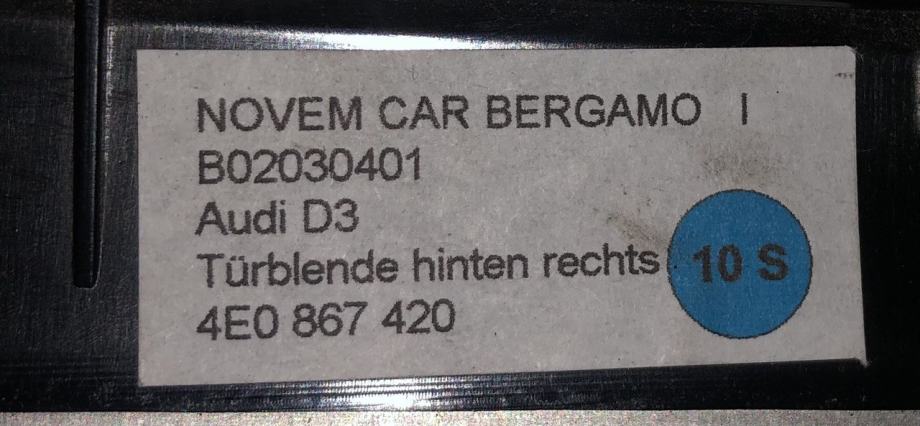 NOVEM CAR BERGAMO I
B02030401
Audi D3
Türblende hinten rechts
10 S
4E0 867 420